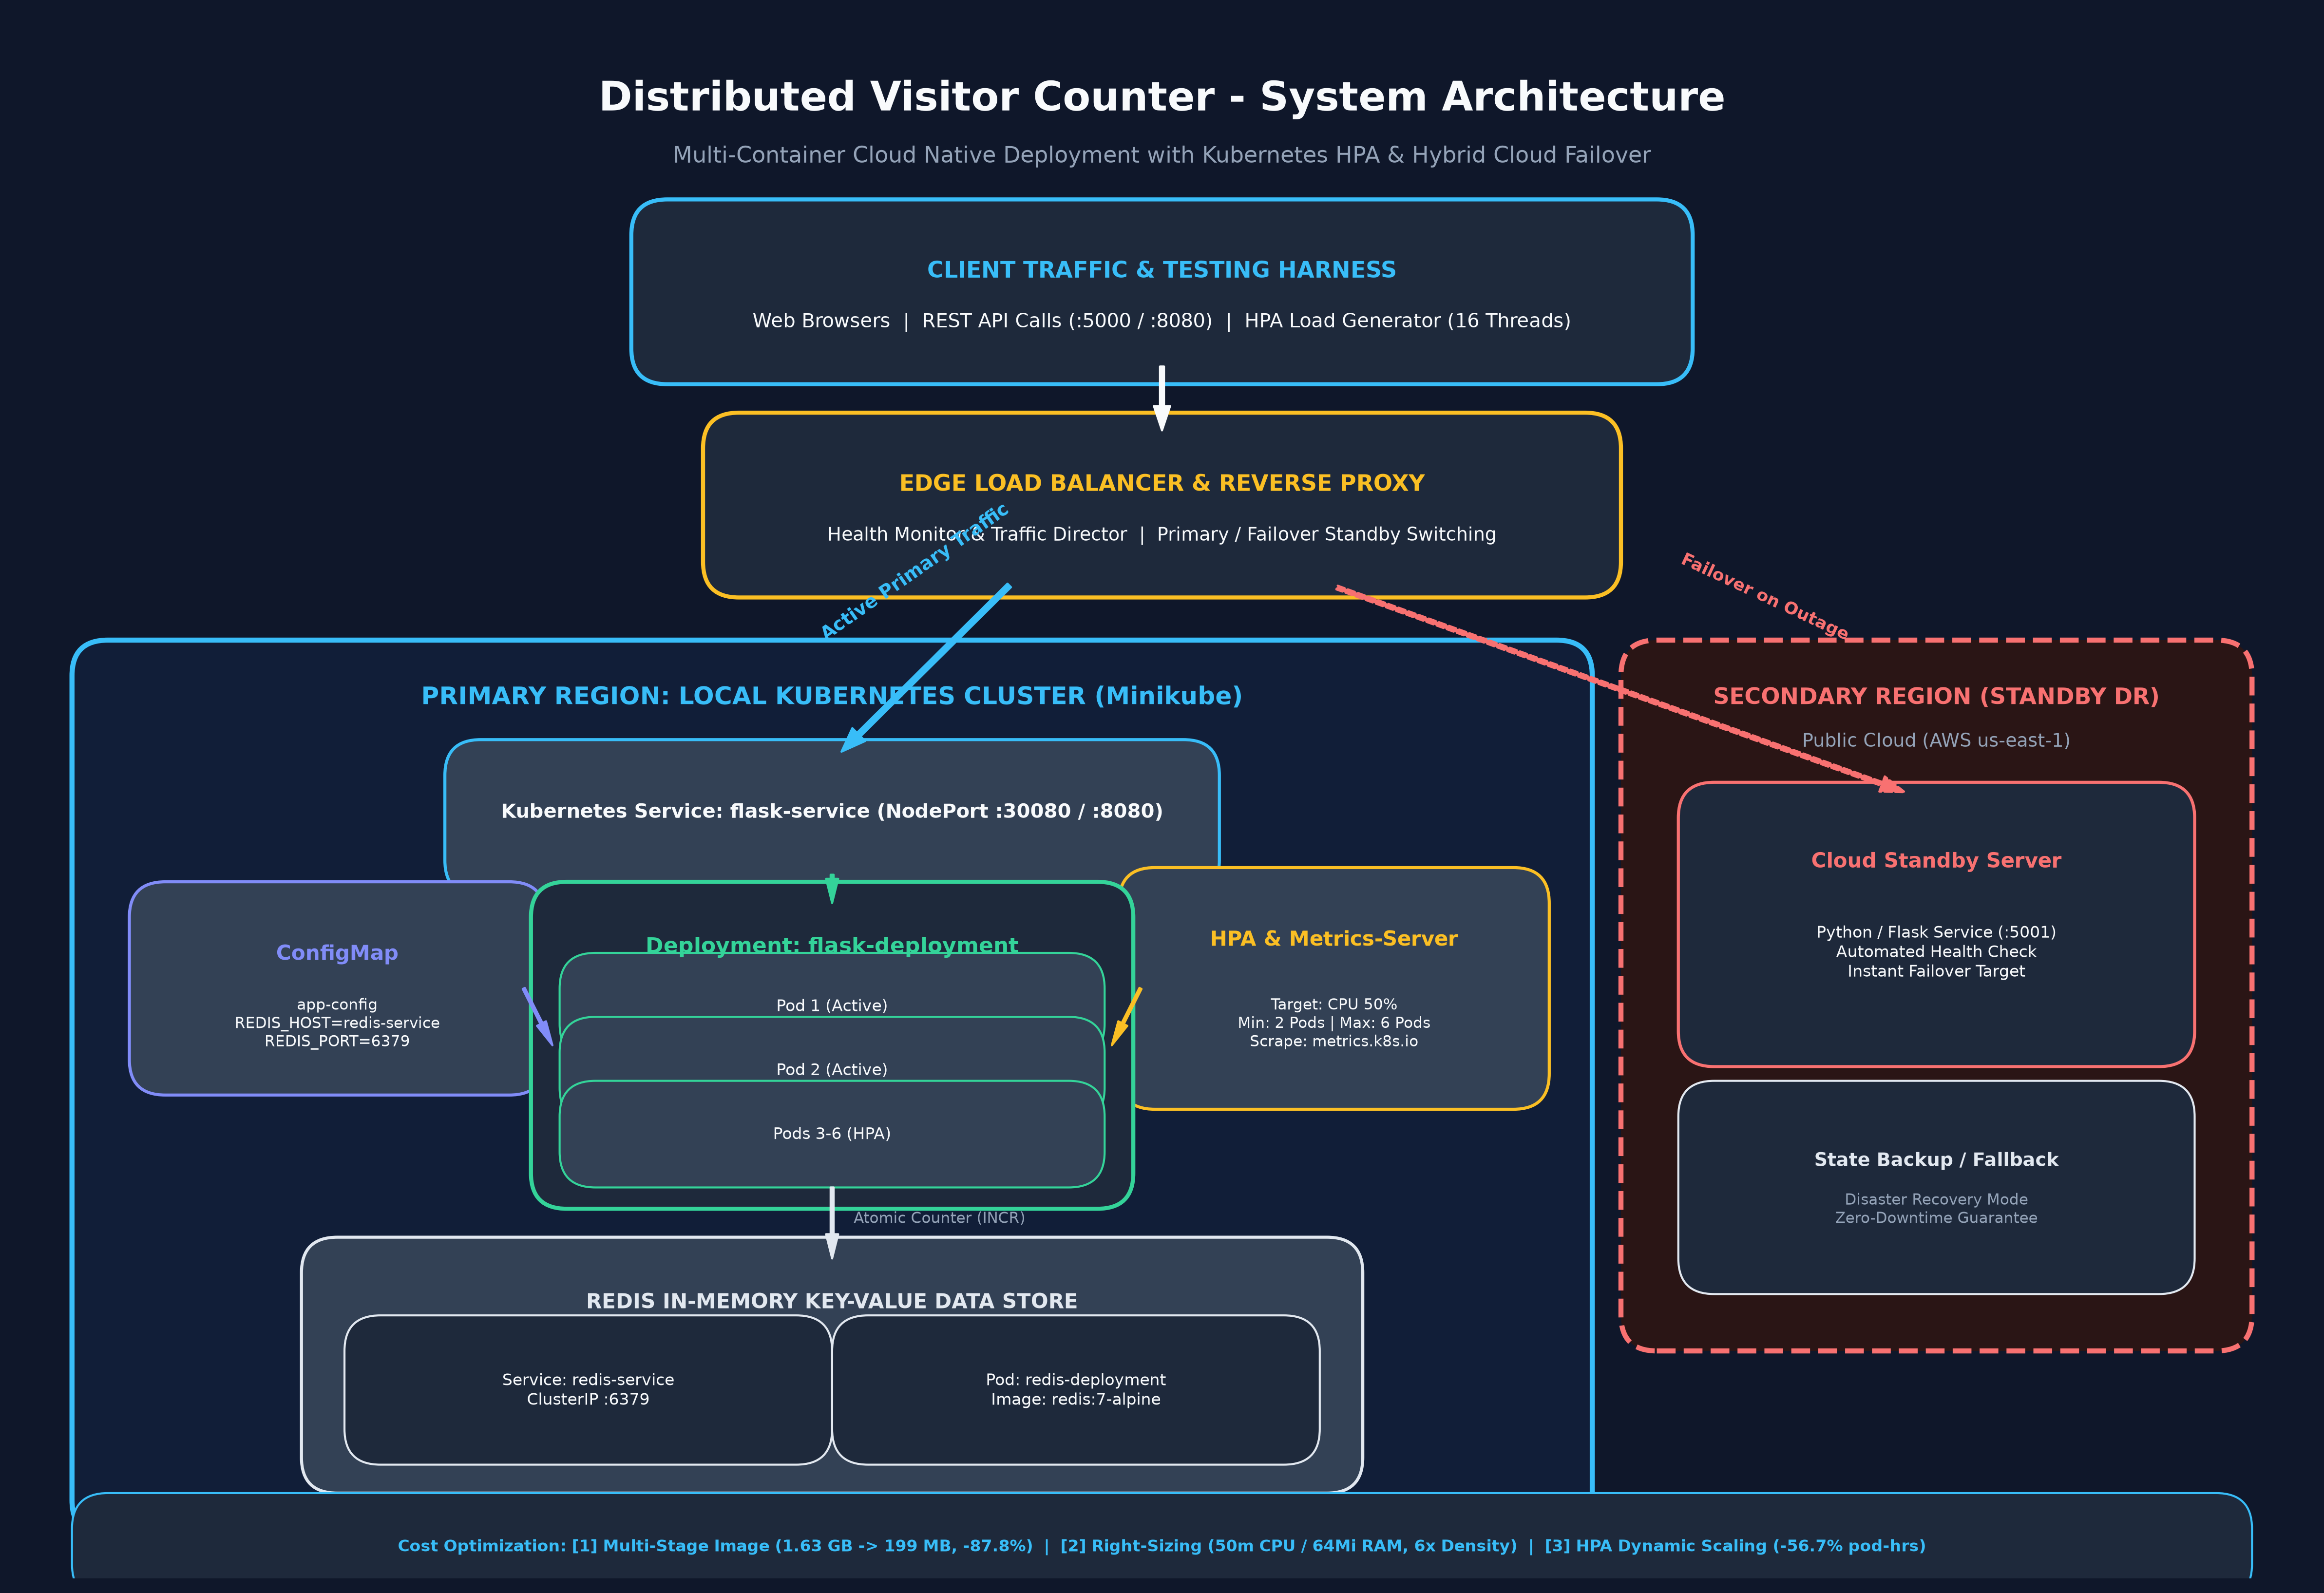 Distributed Visitor Counter - System Architecture
Multi-Container Cloud Native Deployment with Kubernetes HPA & Hybrid Cloud Failover
CLIENT TRAFFIC & TESTING HARNESS
Web Browsers | REST API Calls (:5000 / :8080) | HPA Load Generator (16 Threads)
EDGE LOAD BALANCER & REVERSE PROXY
Health Monitor & Traffic Director | Primary / Failover Standby Switching
Active Primary Traffic
Failover on Outage
PRIMARY REGION: LOCAL KUBERNETES CLUSTER (Minikube)
Kubernetes Service: flask-service (NodePort :30080 / :8080)
ConfigMap
app-config
REDIS_HOST=redis-service
REDIS_PORT=6379
Deployment: flask-deployment
Pod 1 (Active)
Pod 2 (Active)
Pods 3-6 (HPA)
HPA & Metrics-Server
Target: CPU 50%
Min: 2 Pods | Max: 6 Pods
Scrape: metrics.k8s.io
Atomic Counter (INCR)
REDIS IN-MEMORY KEY-VALUE DATA STORE
Service: redis-service
ClusterIP :6379
Pod: redis-deployment
Image: redis:7-alpine
SECONDARY REGION (STANDBY DR)
Public Cloud (AWS us-east-1)
Cloud Standby Server
Python / Flask Service (:5001)
Automated Health Check
Instant Failover Target
State Backup / Fallback
Disaster Recovery Mode
Zero-Downtime Guarantee
Cost Optimization: [1] Multi-Stage Image (1.63 GB -> 199 MB, -87.8%) | [2] Right-Sizing (50m CPU / 64Mi RAM, 6x Density) | [3] HPA Dynamic Scaling (-56.7% pod-hrs)